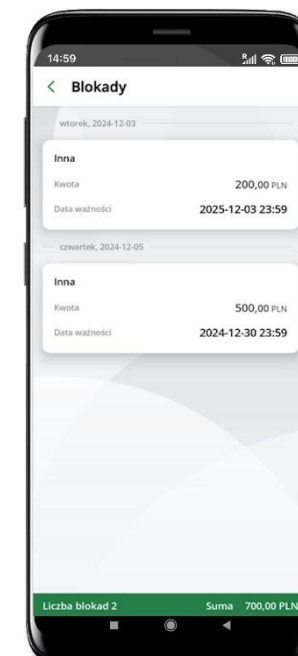 14:59
Blokady
wtorek, 2024-12-03
Inna
Kwota 200,00 PLN
Data ważności 2025-12-03 23:59
czwartek, 2024-12-05
Inna
Kwota 500,00 PLN
Data ważności 2024-12-30 23:59
Liczba blokad 2 Suma 700,00 PLN